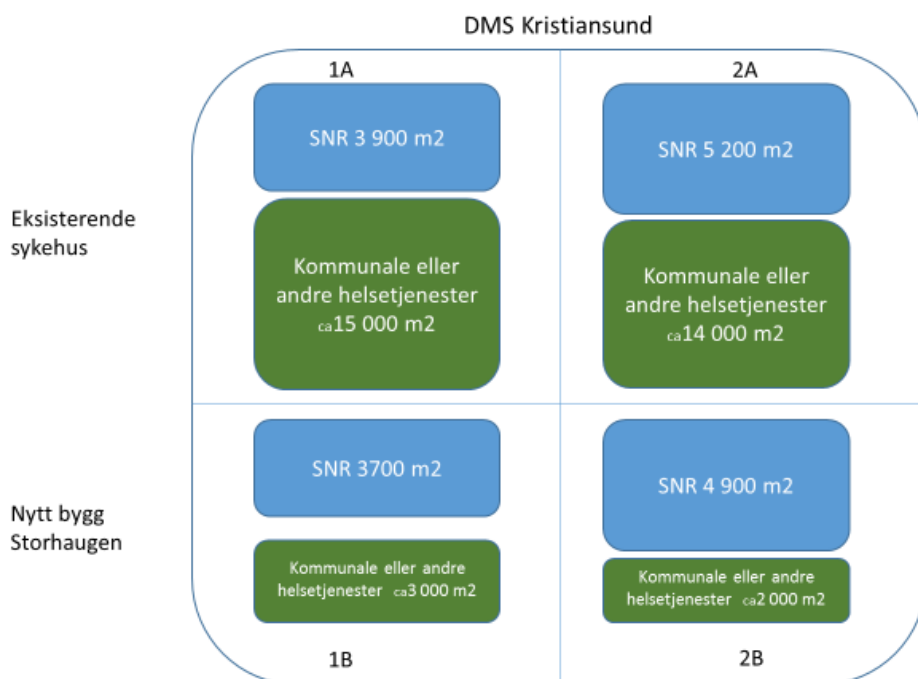 DMS Kristiansund
1A
2A
SNR 3 900 m2
SNR 5 200 m2
Eksisterende
sykehus
Kommunale eller
andre helsetjenester
ca15 000 m2
Kommunale eller
andre helsetjenester
ca14 000 m2
SNR 3700 m2
SNR 4 900 m2
Nytt bygg
Storhaugen
Kommunale eller andre
helsetjenester ca3 000 m2
Kommunale eller andre
helsetjenester ca2 000 m2
1B
2B